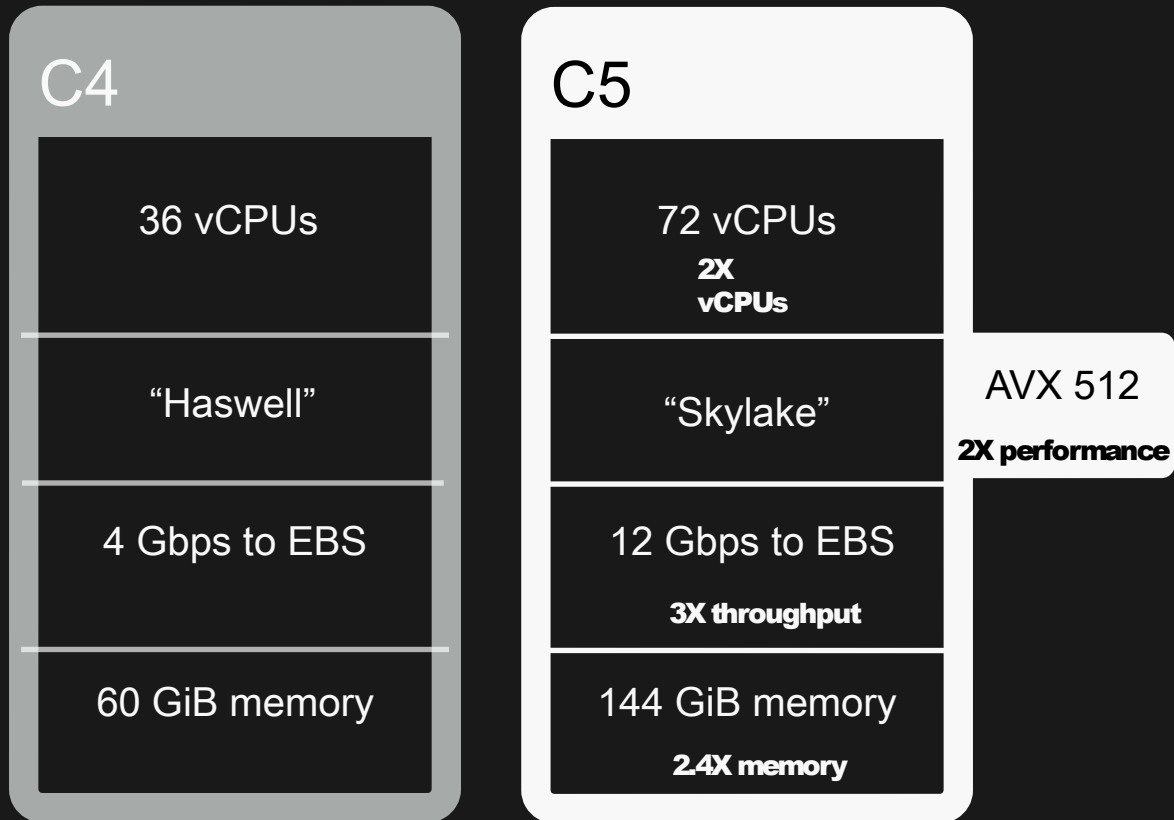 C4
36 vCPUs
“Haswell”
4 Gbps to EBS
60 GiB memory
C5
72 vCPUs
2X
vCPUs
“Skylake”
AVX 512
2X performance
12 Gbps to EBS
3X throughput
144 GiB memory
2.4X memory